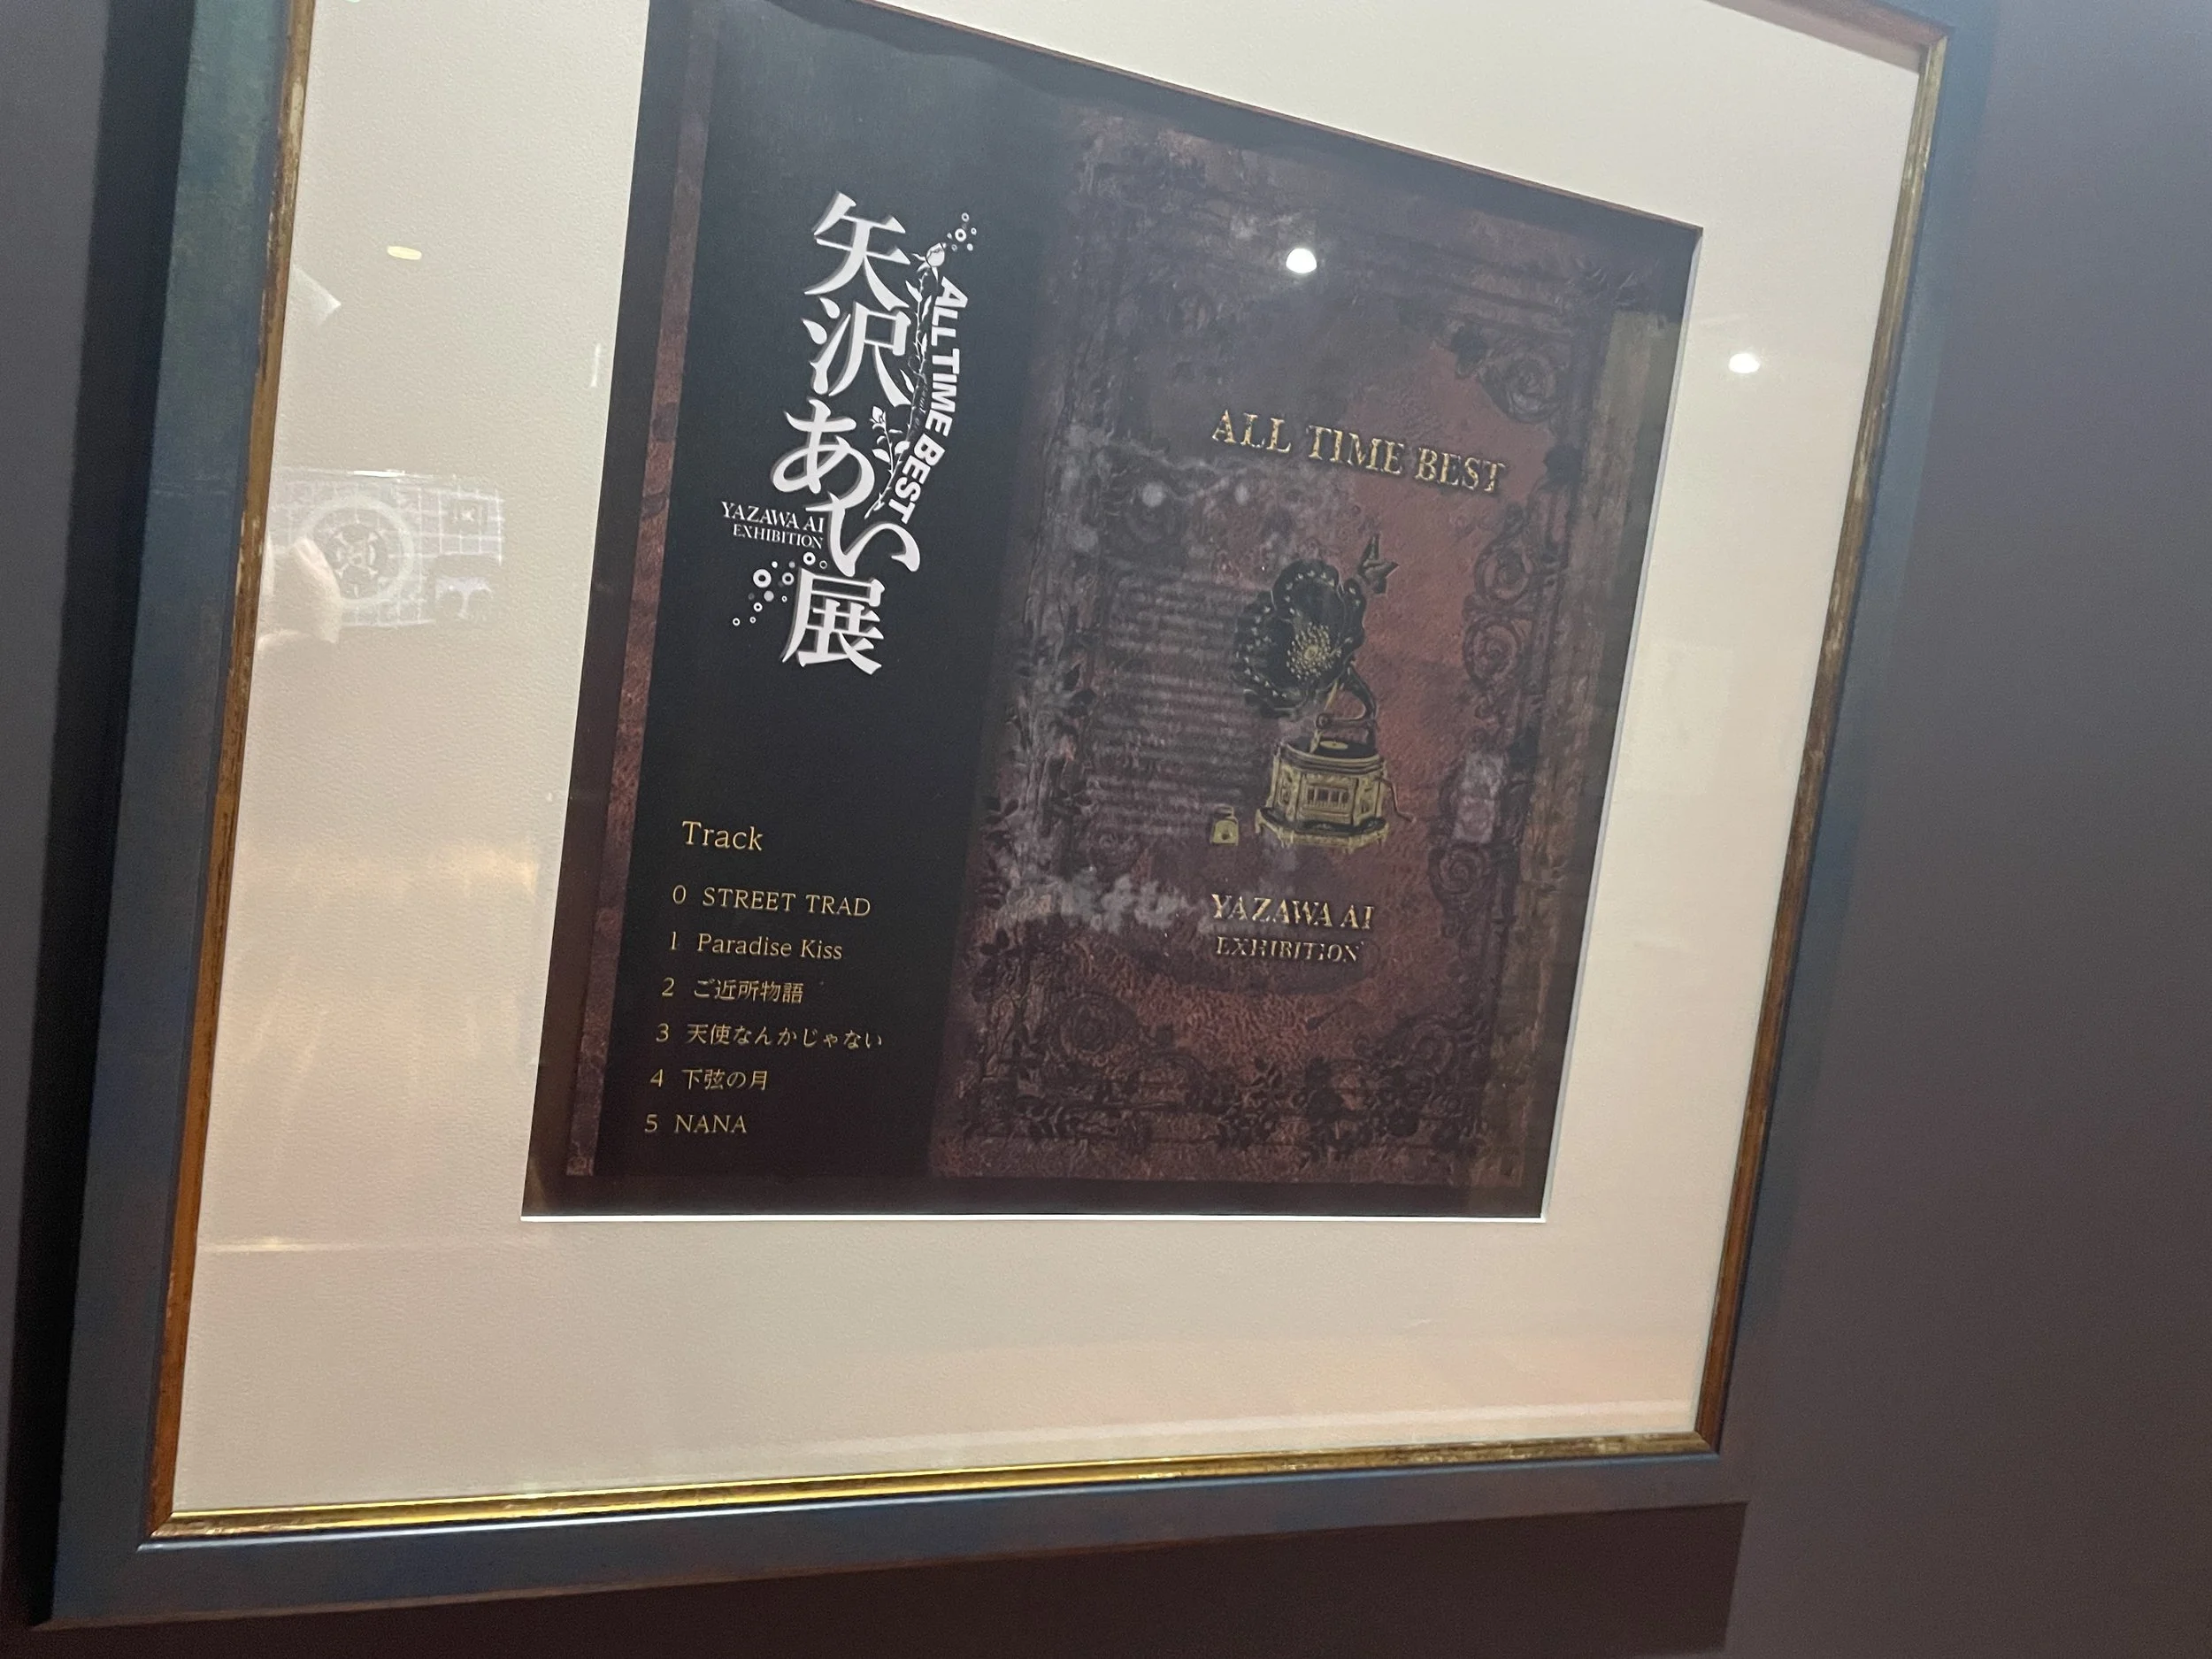 矢沢あい展
ALL TIME BEST
YAZAWA AI
EXHIBITION
Track
0 STREET TRAD
1 Paradise Kiss
2 ご近所物語
3 天使なんかじゃない
4 下弦の月
5 NANA
ALL TIME BEST
YAZAWA AI
EXHIBITION